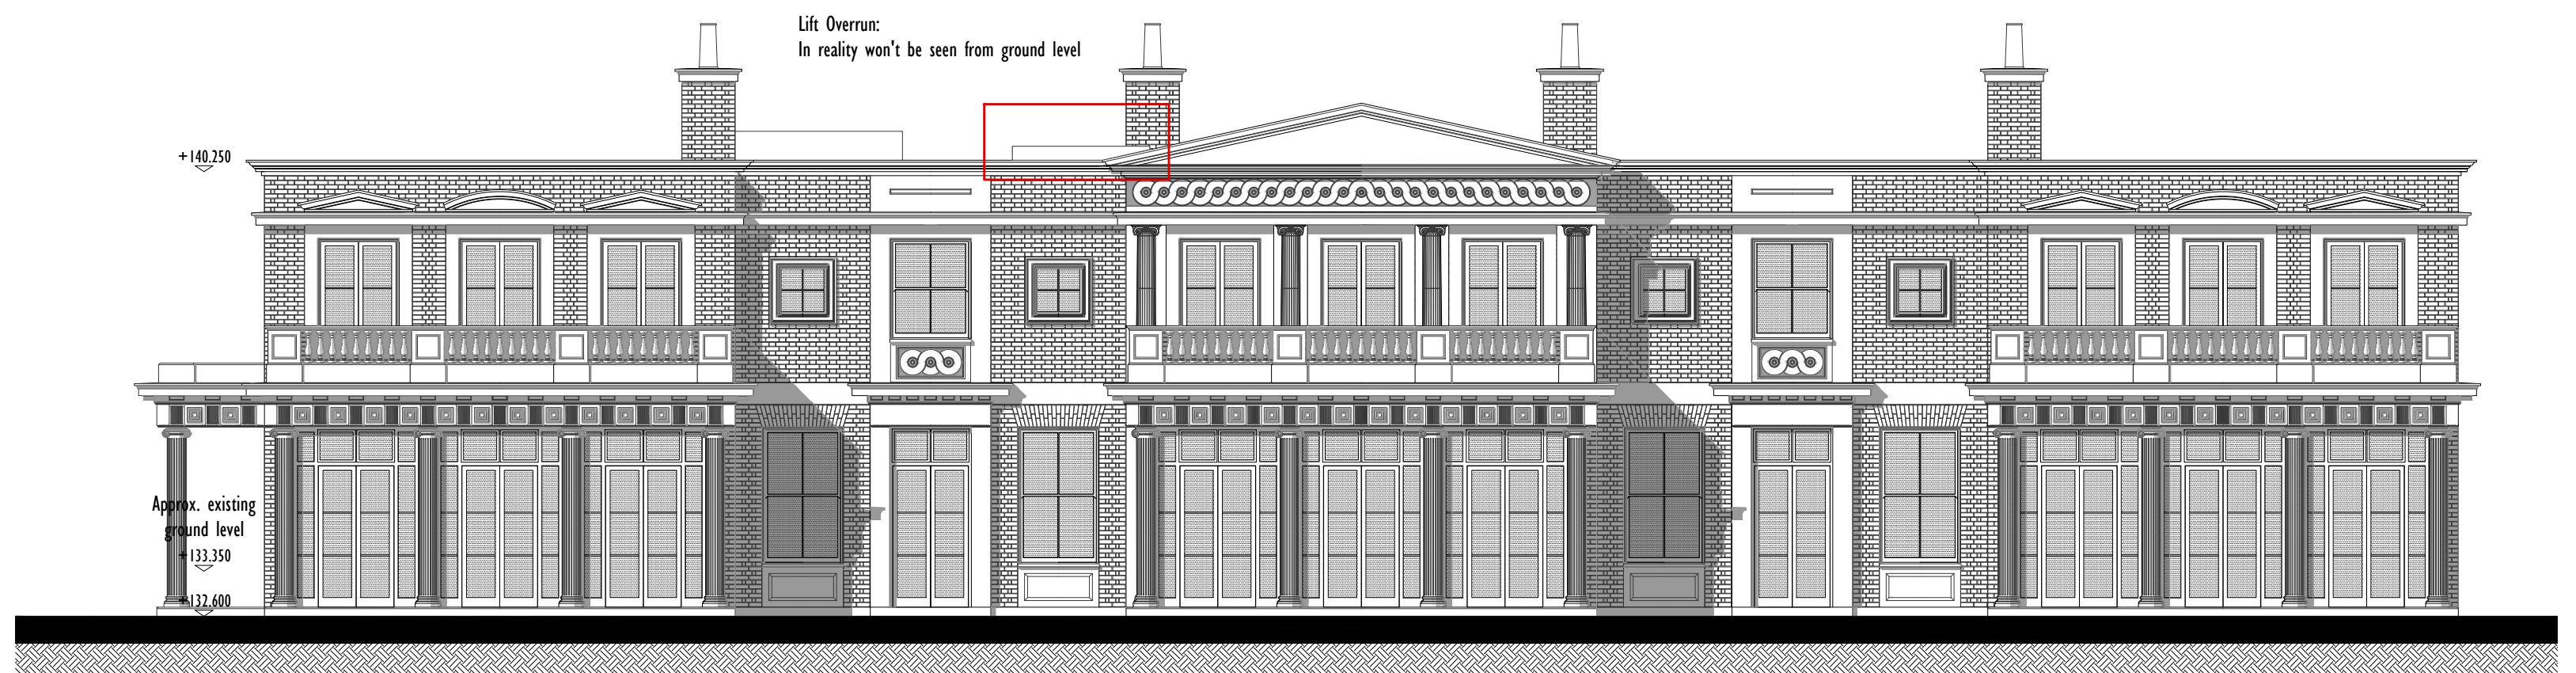 Lift Overrun:
In reality won't be seen from ground level
+140.250
Approx. existing
ground level
+133.350
+132.600